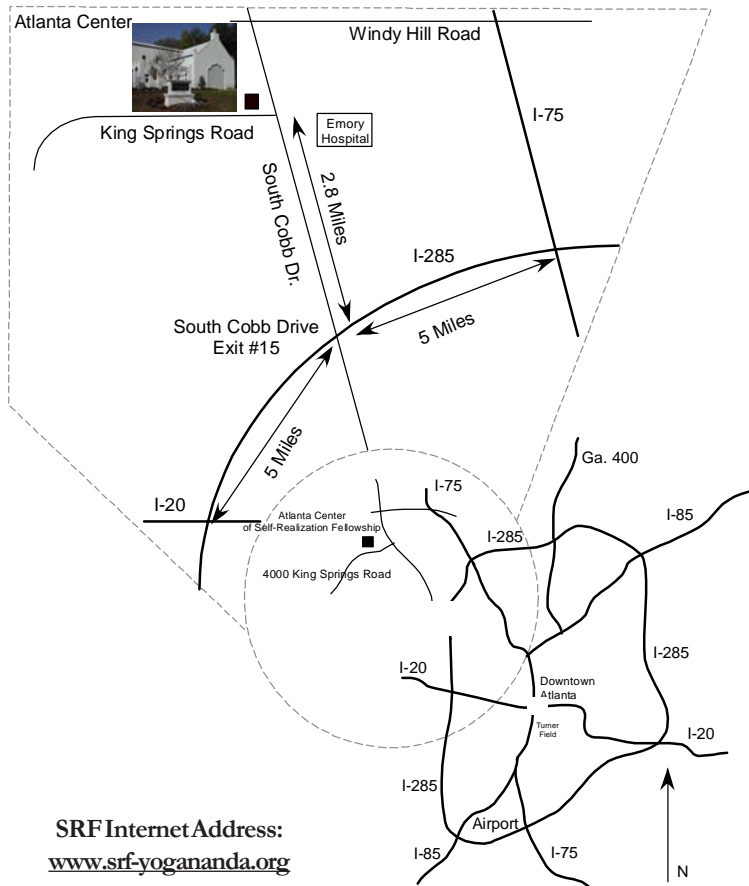 Atlanta Center
Windy Hill Road
I-75
King Springs Road
Emory
Hospital
South Cobb Dr.
2.8 Miles
I-285
5 Miles
South Cobb Drive
Exit #15
5 Miles
I-20
Atlanta Center
of Self-Realization Fellowship
4000 King Springs Road
I-75
Ga. 400
I-285
I-85
I-285
I-20
Downtown
Atlanta
Turner
Field
I-20
I-285
Airport
I-85
I-75
N
SRF Internet Address:
www.srf-yogananda.org